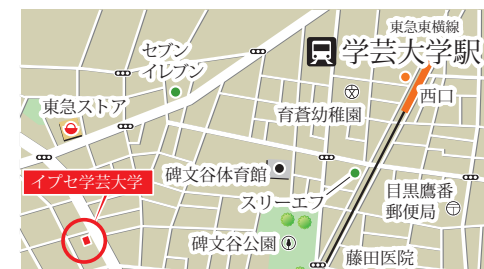 東急東横線
学芸大学駅
セブン
イレブン
西口
東急ストア
育蒼幼稚園
イプセ学芸大学
碑文谷体育館
スリーエフ
目黒鷹番
郵便局
碑文谷公園
藤田医院